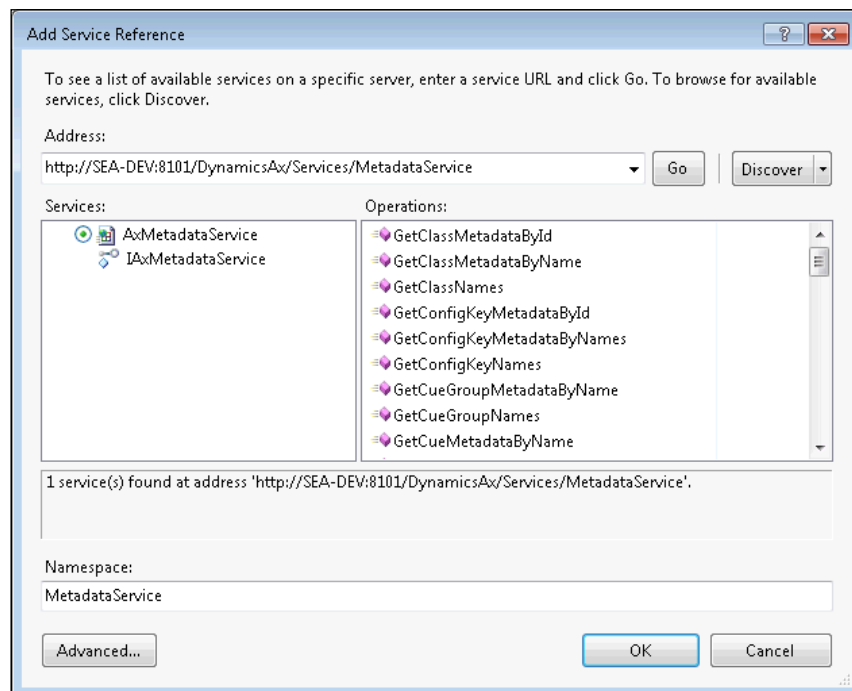 Add Service Reference
To see a list of available services on a specific server, enter a service URL and click Go. To browse for available
services, click Discover.
Address:
http://SEA-DEV:8101/DynamicsAx/Services/MetadataService
Go
Discover
Services:
Operations:
AxMetadataService
IAxMetadataService
GetClassMetadataById
GetClassMetadataByName
GetClassNames
GetConfigKeyMetadataById
GetConfigKeyMetadataByNames
GetConfigKeyNames
GetCueGroupMetadataByName
GetCueGroupNames
GetCueMetadataByName
1 service(s) found at address 'http://SEA-DEV:8101/DynamicsAx/Services/MetadataService'.
Namespace:
MetadataService
Advanced...
OK
Cancel